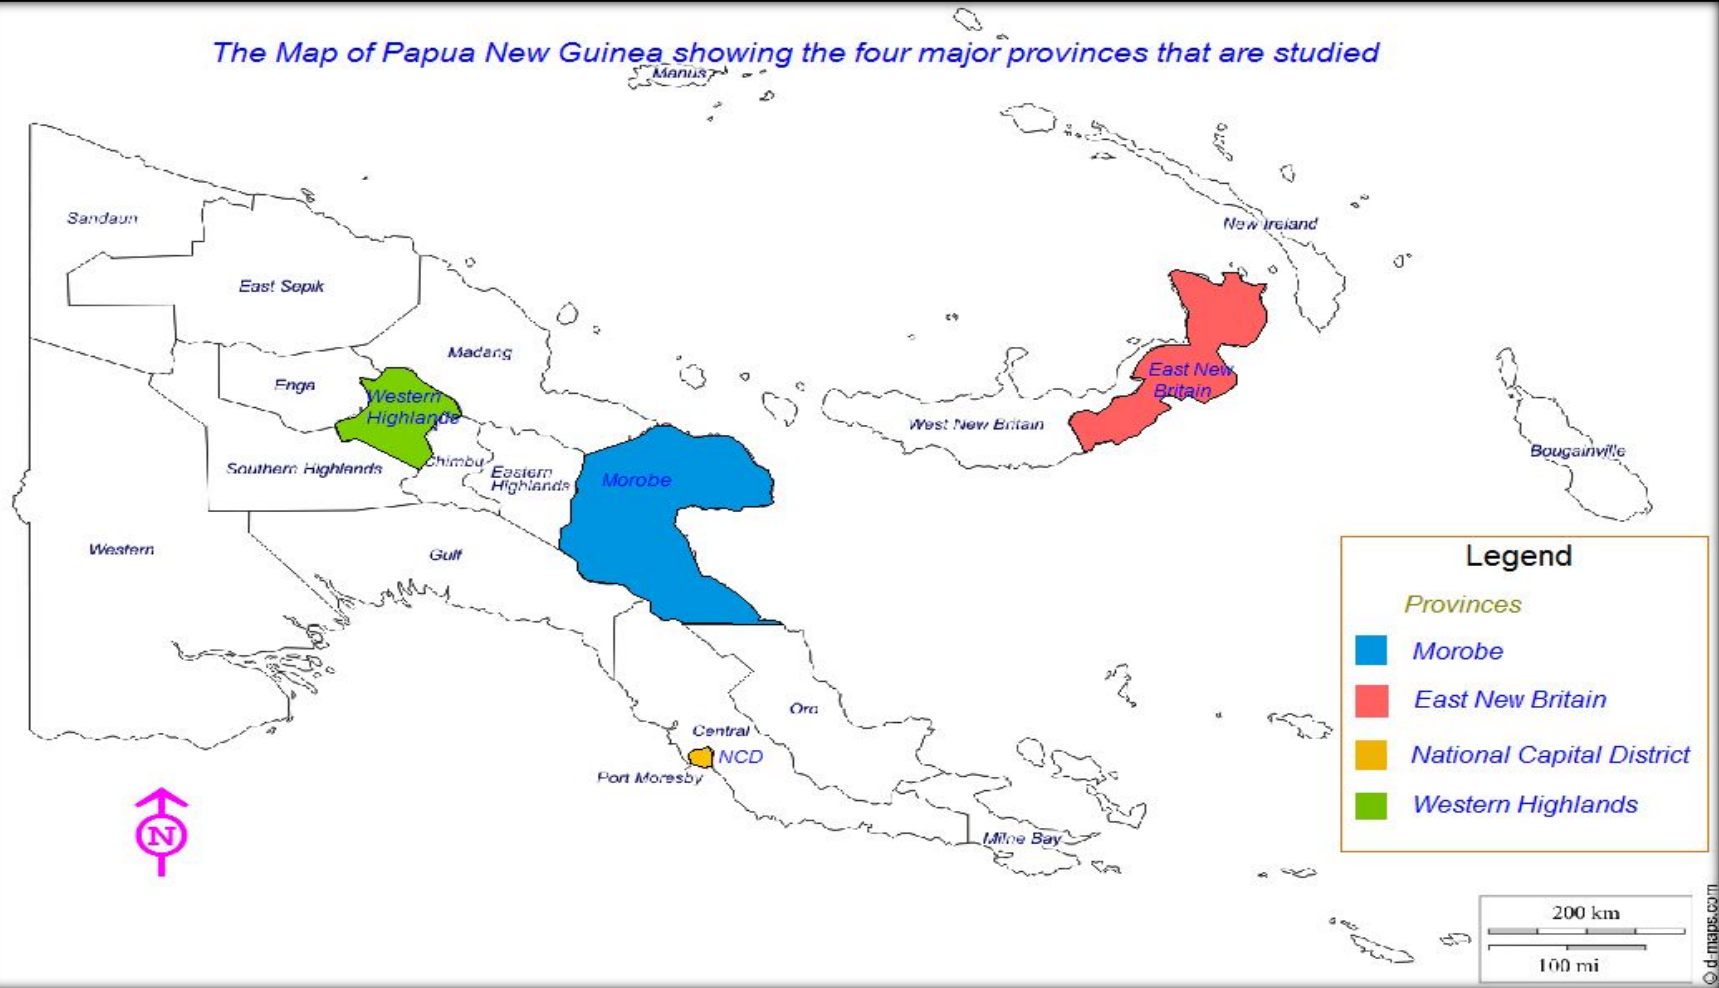 The Map of Papua New Guinea showing the four major provinces that are studied
Manus
Sandaun
New Ireland
East Sepik
Madang
Enga
Western
Highlands
East New
Britain
West New Britain
Bougainville
Southern Highlands
Chimbu
Eastern
Highlands
Morobe
Western
Gulf
Oro
Central
NCD
Port Moresby
Milne Bay
N
Legend
Provinces
Morobe
East New Britain
National Capital District
Western Highlands
200 km
100 mi
© d-maps.com